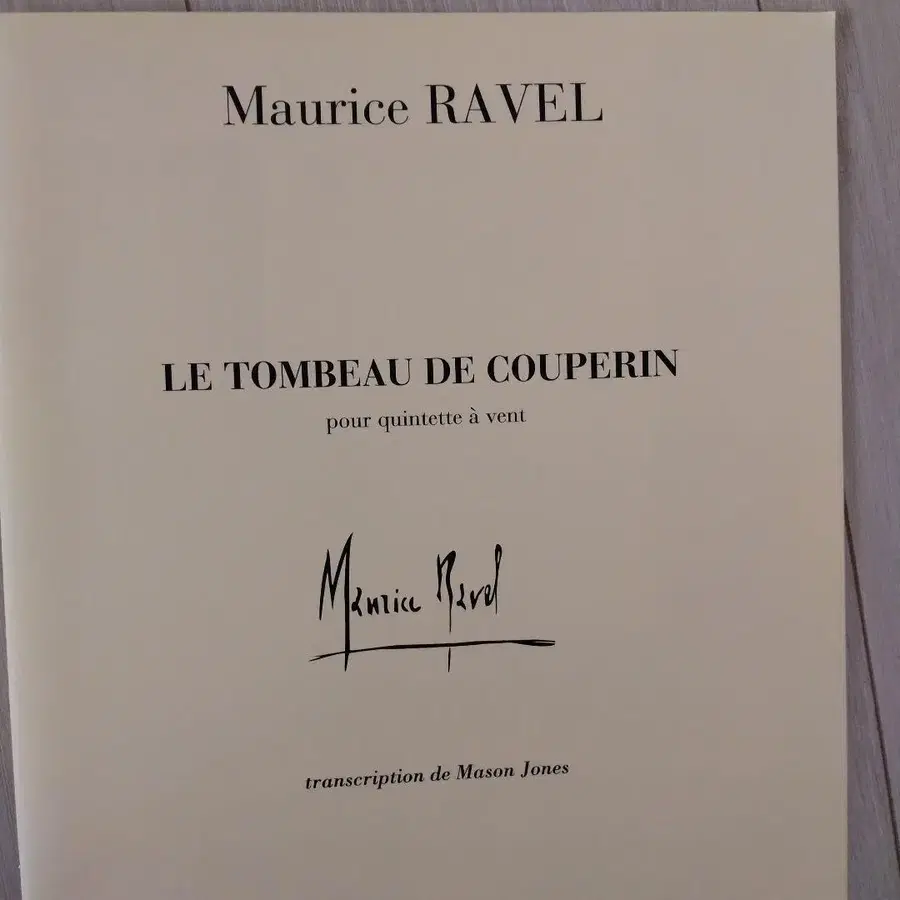 Maurice RAVEL
LE TOMBEAU DE COUPERIN
pour quintette à vent
Maurice Ravel
transcription de Mason Jones